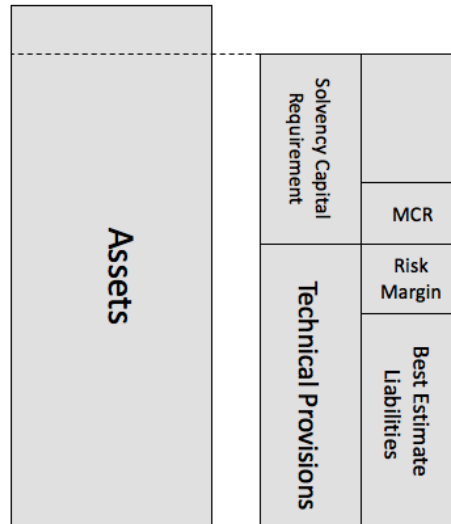 Assets
Solvency Capital
Requirement
MCR
Technical Provisions
Risk
Margin
Best Estimate
Liabilities